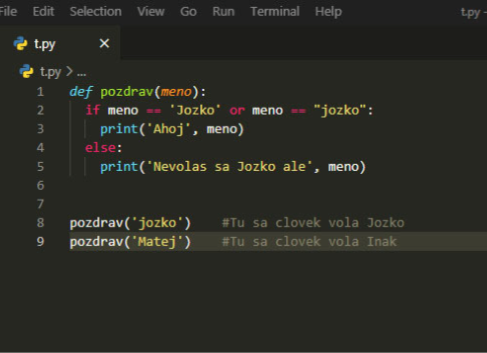 File Edit Selection View Go Run Terminal Help t.py -
t.py ×
t.py > ...
1 def pozdrav(meno):
2 if meno == 'Jozko' or meno == "jozko":
3 print('Ahoj', meno)
4 else:
5 print('Nevolas sa Jozko ale', meno)
6
7
8 pozdrav('jozko') #Tu sa clovek vola Jozko
9 pozdrav('Matej') #Tu sa clovek vola Inak